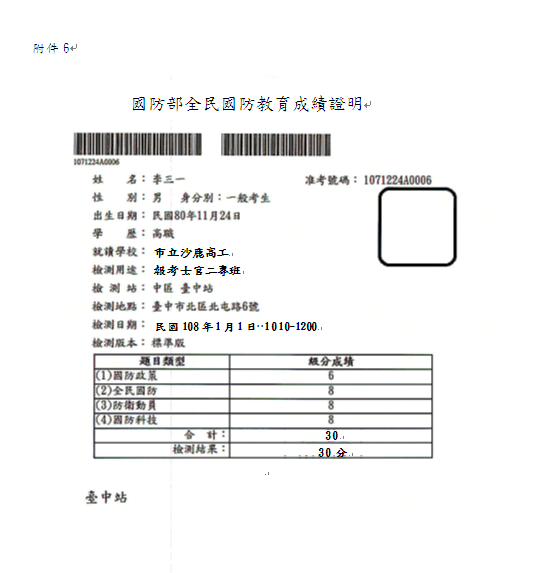 附件 6
國防部全民國防教育成績證明
1071224A0006
姓 名：李三一 准考號碼：1071224A0006
性 別：男 身分別：一般考生
出生日期：民國80年11月24日
學 歷：高職
就讀學校：市立沙鹿高工
檢測用途：報考士官二專班
檢 測 站：中區 臺中站
檢測地點：臺中市北區北屯路6號
檢測日期：民國 108 年 1 月 1 日··1010-1200
檢測版本：標準版
題目類型 級分成績
(1)國防政策 6
(2)全民國防 8
(3)防衛動員 8
(4)國防科技 8
合 計： 30
檢測結果： 30 分
臺中站